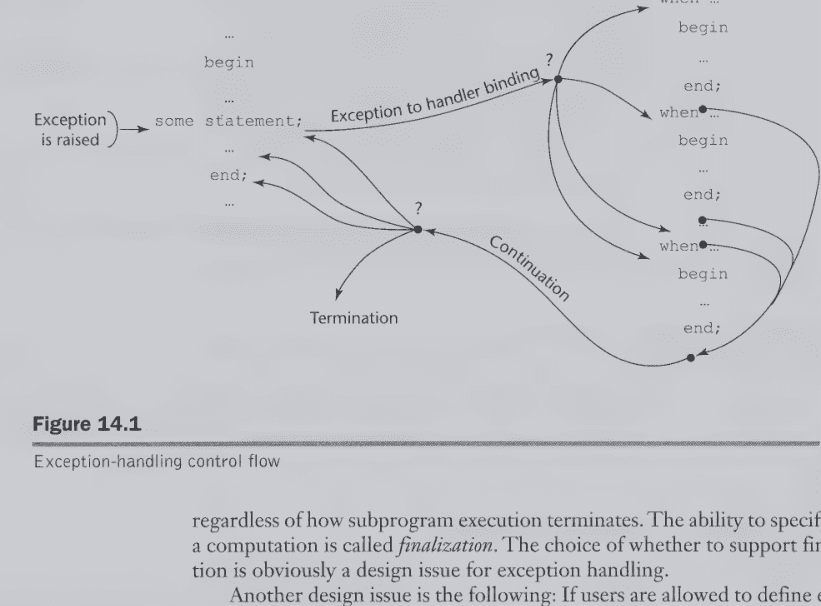 …
begin
…
Exception
is raised
some statement;
…
end;
…
Exception to handler binding
?
begin
…
end;
when …
begin
…
end;
…
when …
begin
…
end;
?
Continuation
Termination
Figure 14.1
Exception-handling control flow
regardless of how subprogram execution terminates. The ability to
a computation is called finalization. The choice of whether to support
tion is obviously a design issue for exception handling.
Another design issue is the following: If users are allowed to define